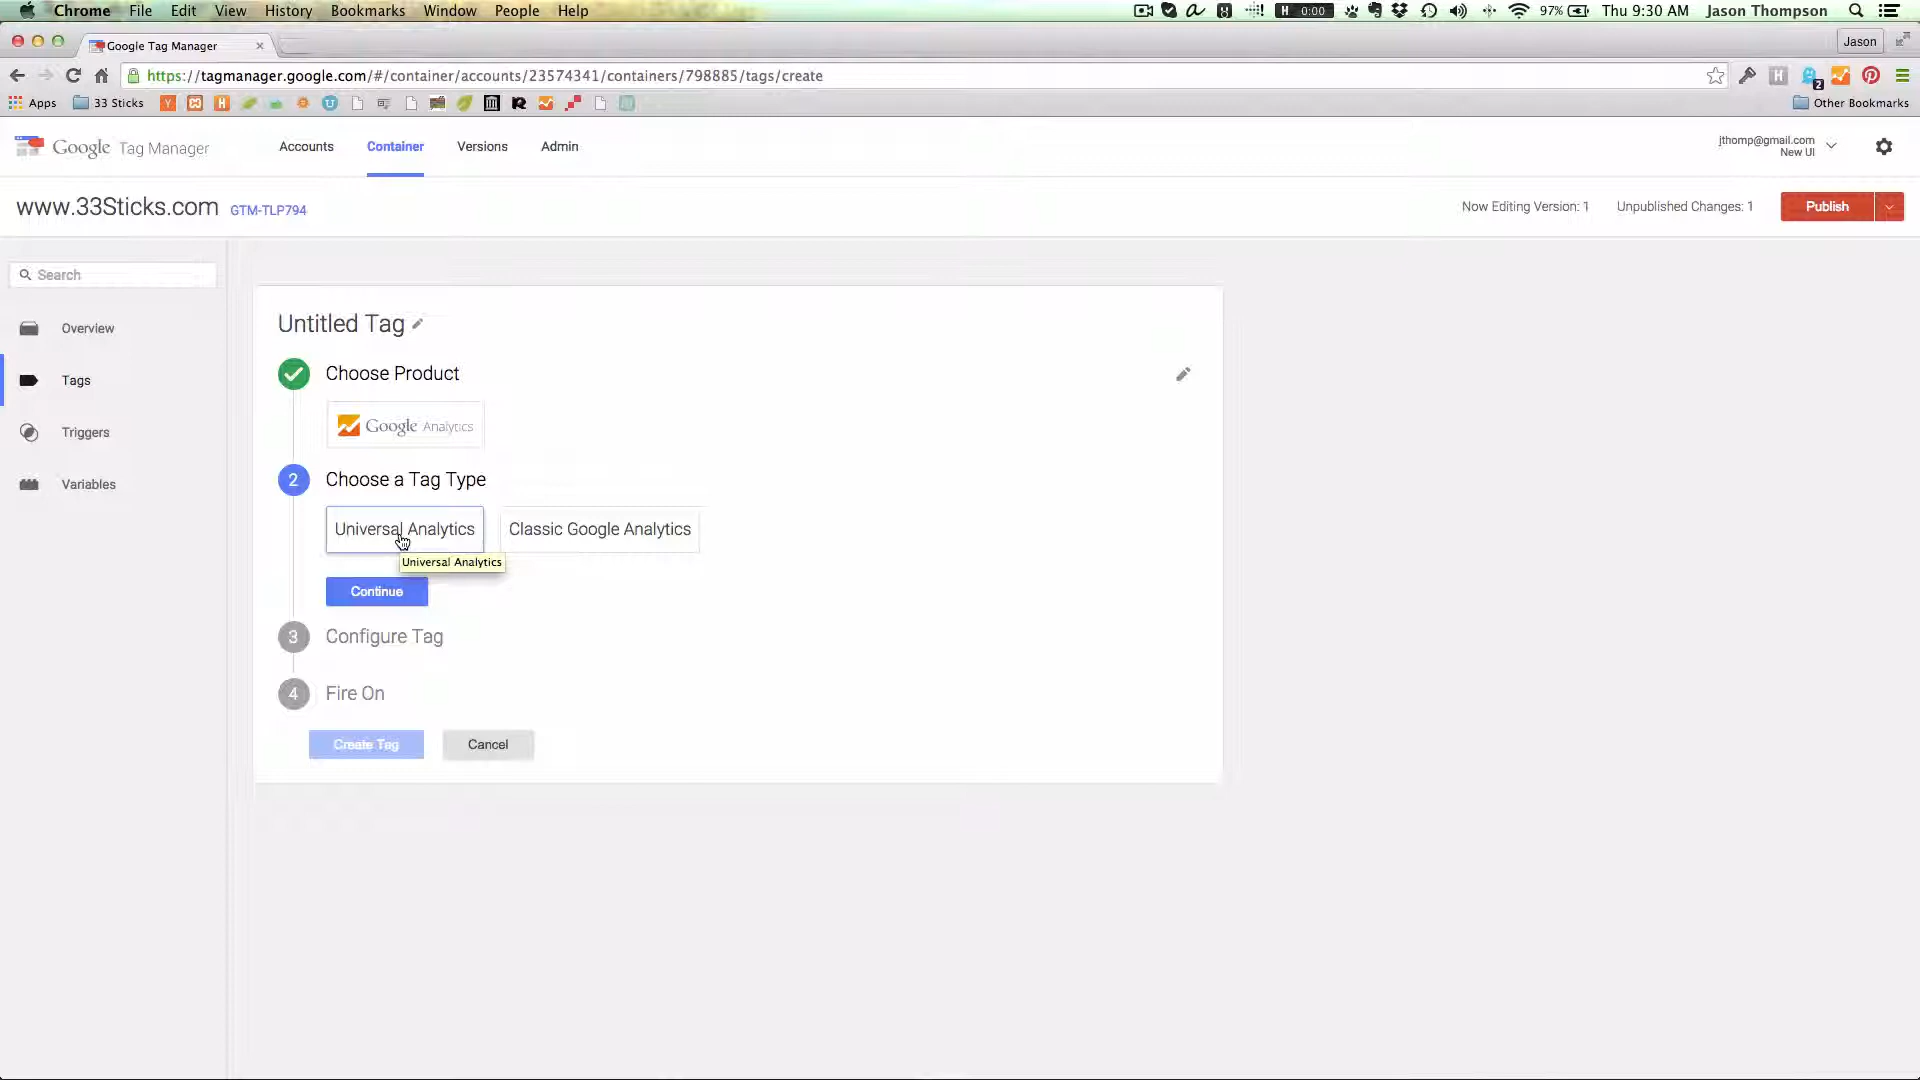 Chrome File Edit View History Bookmarks Window People Help H 0:00 97% Thu 9:30 AM Jason Thompson
Google Tag Manager Jason
https://tagmanager.google.com/#/container/accounts/23574341/containers/798885/tags/create
Apps 33 Sticks Other Bookmarks
Google Tag Manager Accounts Container Versions Admin jthomp@gmail.com
New UI
www.33Sticks.com GTM-TLP794 Now Editing Version: 1 Unpublished Changes: 1 Publish
Search
Overview
Tags
Triggers
Variables
Untitled Tag
Choose Product
Google Analytics
2 Choose a Tag Type
Universal Analytics Classic Google Analytics
Universal Analytics
Continue
3 Configure Tag
4 Fire On
Create Tag Cancel